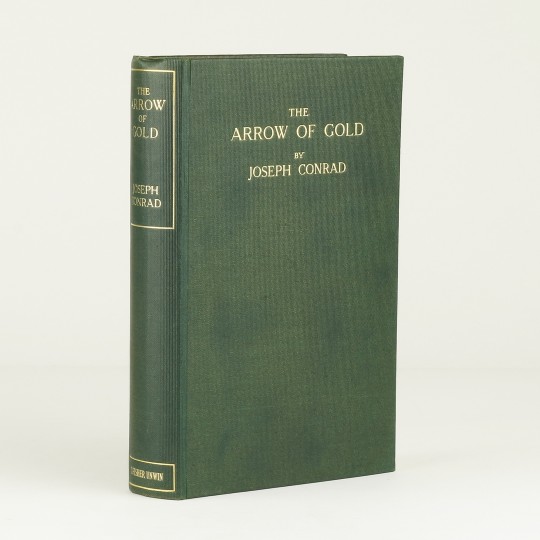 THE
ARROW
OF
GOLD
JOSEPH
CONRAD
T. FISHER UNWIN
THE
ARROW OF GOLD
BY
JOSEPH CONRAD